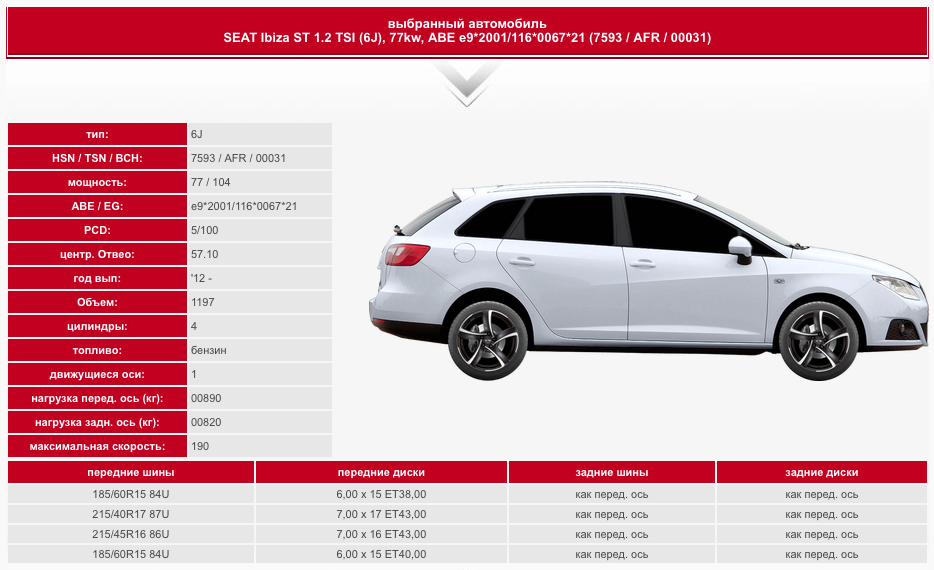 выбранный автомобиль
SEAT Ibiza ST 1.2 TSI (6J), 77kw, ABE e9*2001/116*0067*21 (7593 / AFR / 00031)
тип: 6J
HSN / TSN / BCH: 7593 / AFR / 00031
мощность: 77 / 104
ABE / EG: e9*2001/116*0067*21
PCD: 5/100
центр. Отвео: 57.10
год вып: '12 -
Объем: 1197
цилиндры: 4
топливо: бензин
движущиеся оси: 1
нагрузка перед. ось (кг): 00890
нагрузка задн. ось (кг): 00820
максимальная скорость: 190
передние шины передние диски задние шины задние диски
185/60R15 84U 6,00 x 15 ET38,00 как перед. ось как перед. ось
215/40R17 87U 7,00 x 17 ET43,00 как перед. ось как перед. ось
215/45R16 86U 7,00 x 16 ET43,00 как перед. ось как перед. ось
185/60R15 84U 6,00 x 15 ET40,00 как перед. ось как перед. ось